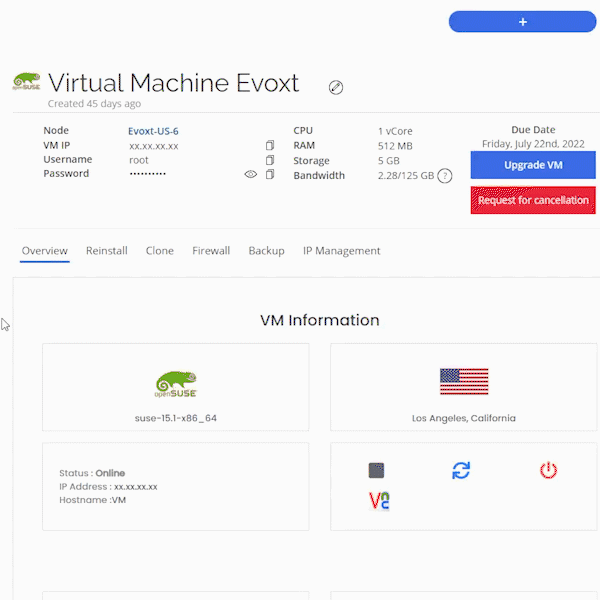 +
openSUSE Virtual Machine Evoxt
Created 45 days ago
Node Evoxt-US-6 CPU 1 vCore Due Date
VM IP xx.xx.xx.xx RAM 512 MB Friday, July 22nd, 2022
Username root Storage 5 GB Upgrade VM
Password •••••••••• Bandwidth 2.28/125 GB ?
Request for cancellation
Overview Reinstall Clone Firewall Backup IP Management
VM Information
openSUSE
suse-15.1-x86_64 Los Angeles, California
Status : Online
IP Address : xx.xx.xx.xx
Hostname :VM
VNC